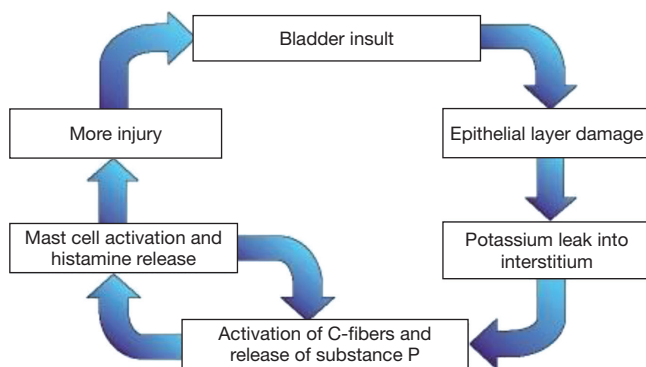 Bladder insult
More injury
Epithelial layer damage
Mast cell activation and
histamine release
Potassium leak into
interstitium
Activation of C-fibers and
release of substance P